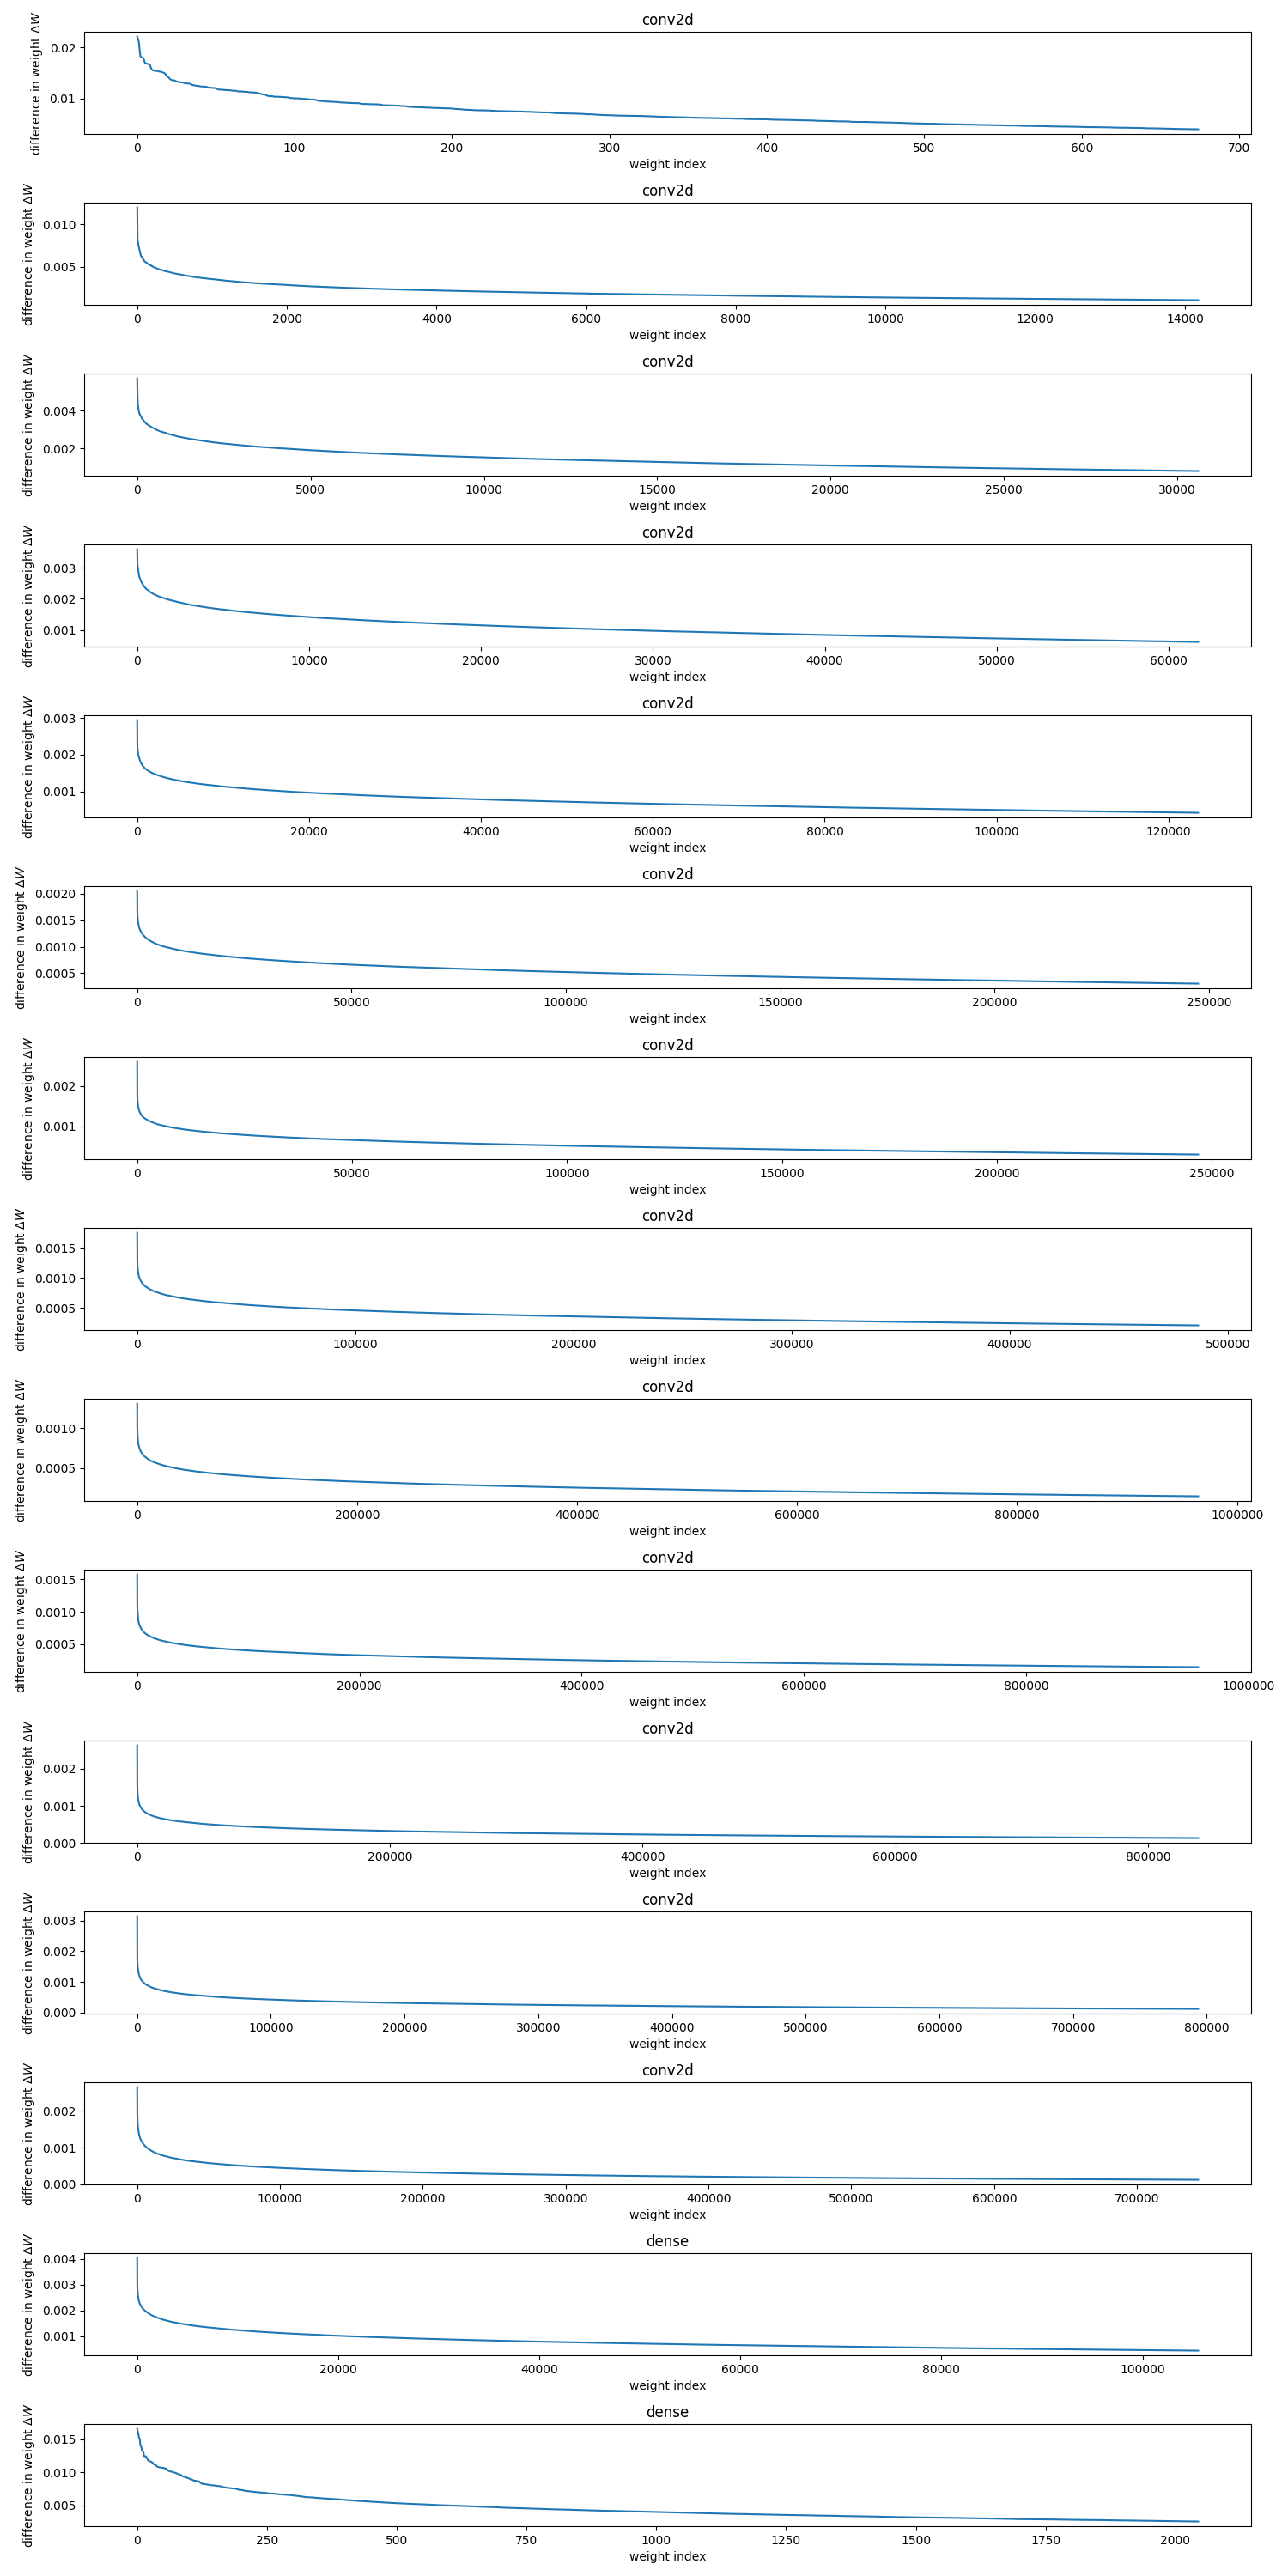 conv2d
difference in weight ΔW
0.02
0.01
0 100 200 300 400 500 600 700
weight index
conv2d
difference in weight ΔW
0.010
0.005
0 2000 4000 6000 8000 10000 12000 14000
weight index
conv2d
difference in weight ΔW
0.004
0.002
0 5000 10000 15000 20000 25000 30000
weight index
conv2d
difference in weight ΔW
0.003
0.002
0.001
0 10000 20000 30000 40000 50000 60000
weight index
conv2d
difference in weight ΔW
0.003
0.002
0.001
0 20000 40000 60000 80000 100000 120000
weight index
conv2d
difference in weight ΔW
0.0020
0.0015
0.0010
0.0005
0 50000 100000 150000 200000 250000
weight index
conv2d
difference in weight ΔW
0.002
0.001
0 50000 100000 150000 200000 250000
weight index
conv2d
difference in weight ΔW
0.0015
0.0010
0.0005
0 100000 200000 300000 400000 500000
weight index
conv2d
difference in weight ΔW
0.0010
0.0005
0 200000 400000 600000 800000 1000000
weight index
conv2d
difference in weight ΔW
0.0015
0.0010
0.0005
0 200000 400000 600000 800000 1000000
weight index
conv2d
difference in weight ΔW
0.002
0.001
0.000
0 200000 400000 600000 800000
weight index
conv2d
difference in weight ΔW
0.003
0.002
0.001
0.000
0 100000 200000 300000 400000 500000 600000 700000 800000
weight index
conv2d
difference in weight ΔW
0.002
0.001
0.000
0 100000 200000 300000 400000 500000 600000 700000
weight index
dense
difference in weight ΔW
0.004
0.003
0.002
0.001
0 20000 40000 60000 80000 100000
weight index
dense
difference in weight ΔW
0.015
0.010
0.005
0 250 500 750 1000 1250 1500 1750 2000
weight index